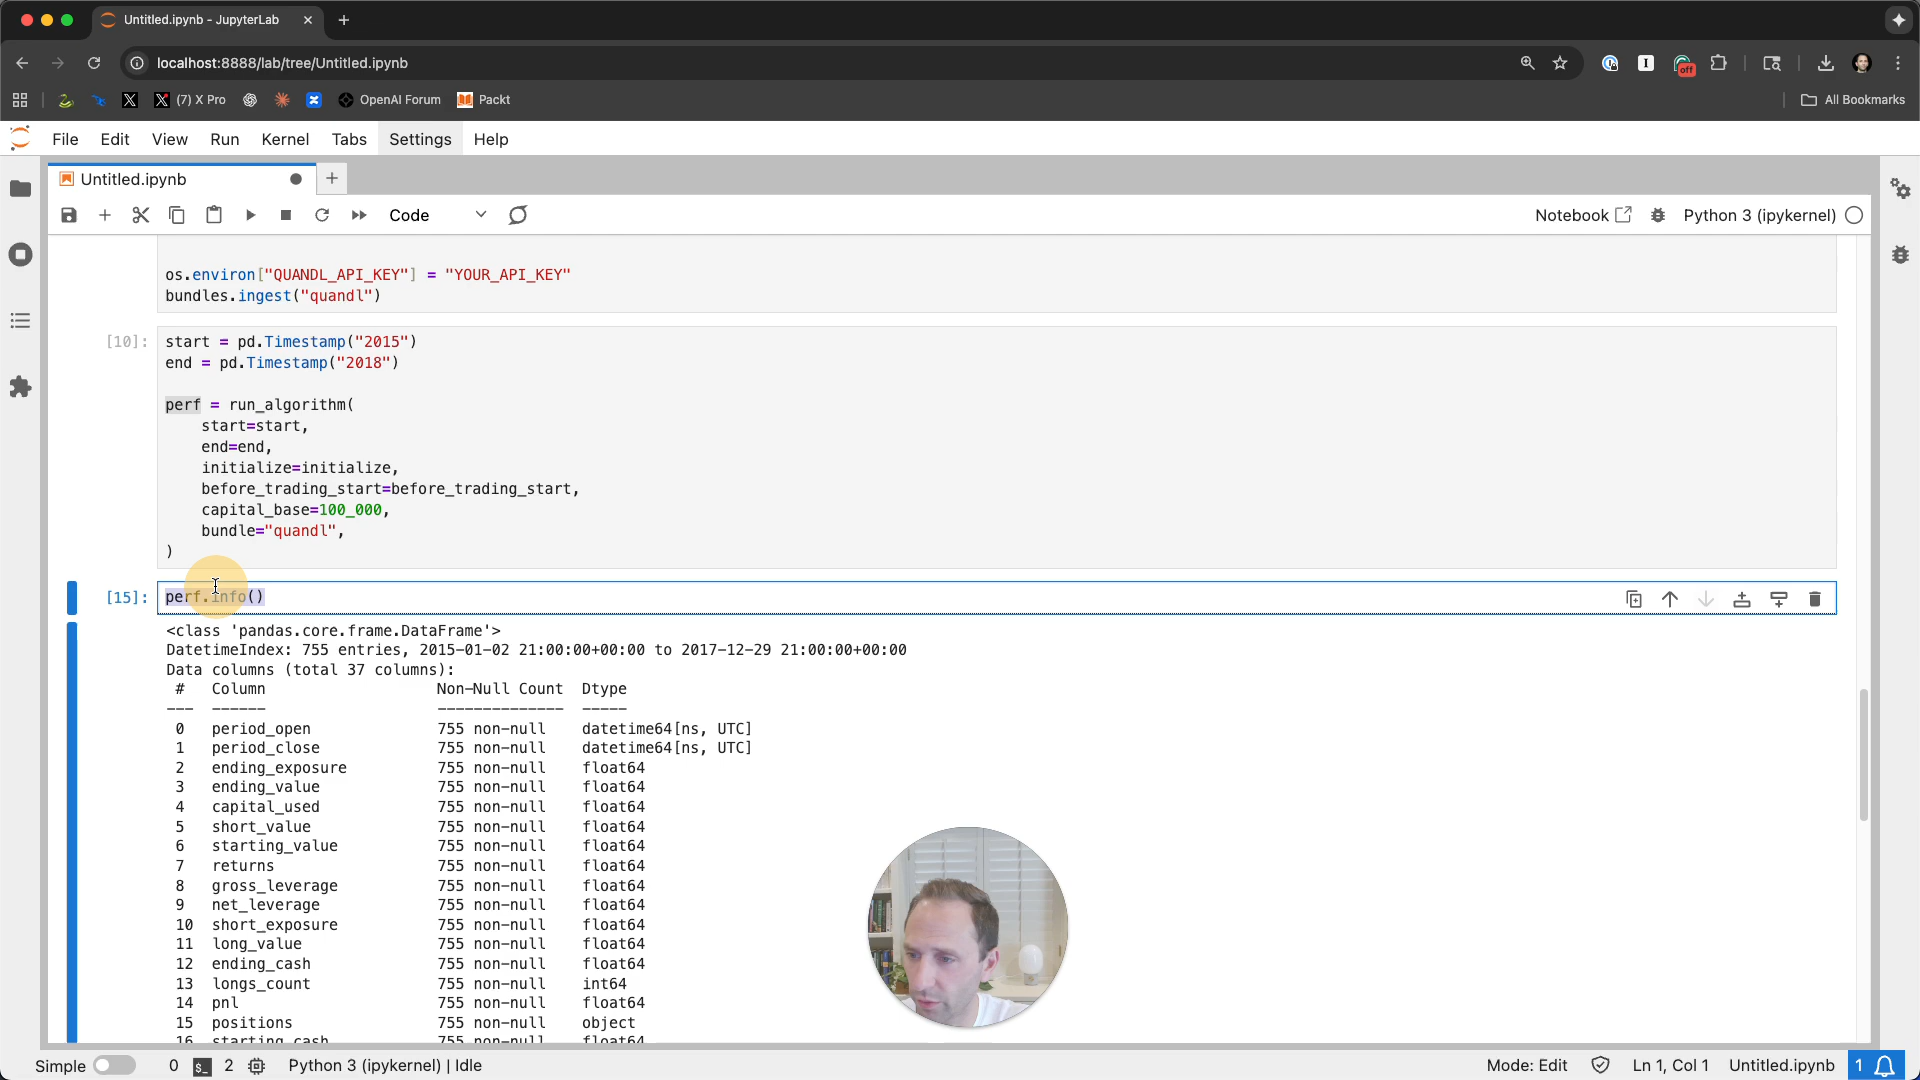 Untitled.ipynb - JupyterLab
localhost:8888/lab/tree/Untitled.ipynb
off
(7) X Pro
OpenAI Forum
Packt
All Bookmarks
File Edit View Run Kernel Tabs Settings Help
Untitled.ipynb
Code
Notebook
Python 3 (ipykernel)
os.environ["QUANDL_API_KEY"] = "YOUR_API_KEY"
bundles.ingest("quandl")
[10]:
start = pd.Timestamp("2015")
end = pd.Timestamp("2018")
perf = run_algorithm(
start=start,
end=end,
initialize=initialize,
before_trading_start=before_trading_start,
capital_base=100_000,
bundle="quandl",
)
[15]:
perf.info()
<class 'pandas.core.frame.DataFrame'>
DatetimeIndex: 755 entries, 2015-01-02 21:00:00+00:00 to 2017-12-29 21:00:00+00:00
Data columns (total 37 columns):
# Column Non-Null Count Dtype
--- ------ -------------- -----
0 period_open 755 non-null datetime64[ns, UTC]
1 period_close 755 non-null datetime64[ns, UTC]
2 ending_exposure 755 non-null float64
3 ending_value 755 non-null float64
4 capital_used 755 non-null float64
5 short_value 755 non-null float64
6 starting_value 755 non-null float64
7 returns 755 non-null float64
8 gross_leverage 755 non-null float64
9 net_leverage 755 non-null float64
10 short_exposure 755 non-null float64
11 long_value 755 non-null float64
12 ending_cash 755 non-null float64
13 longs_count 755 non-null int64
14 pnl 755 non-null float64
15 positions 755 non-null object
16 starting_cash 755 non-null float64
Simple 0 2 Python 3 (ipykernel) | Idle
Mode: Edit Ln 1, Col 1 Untitled.ipynb 1